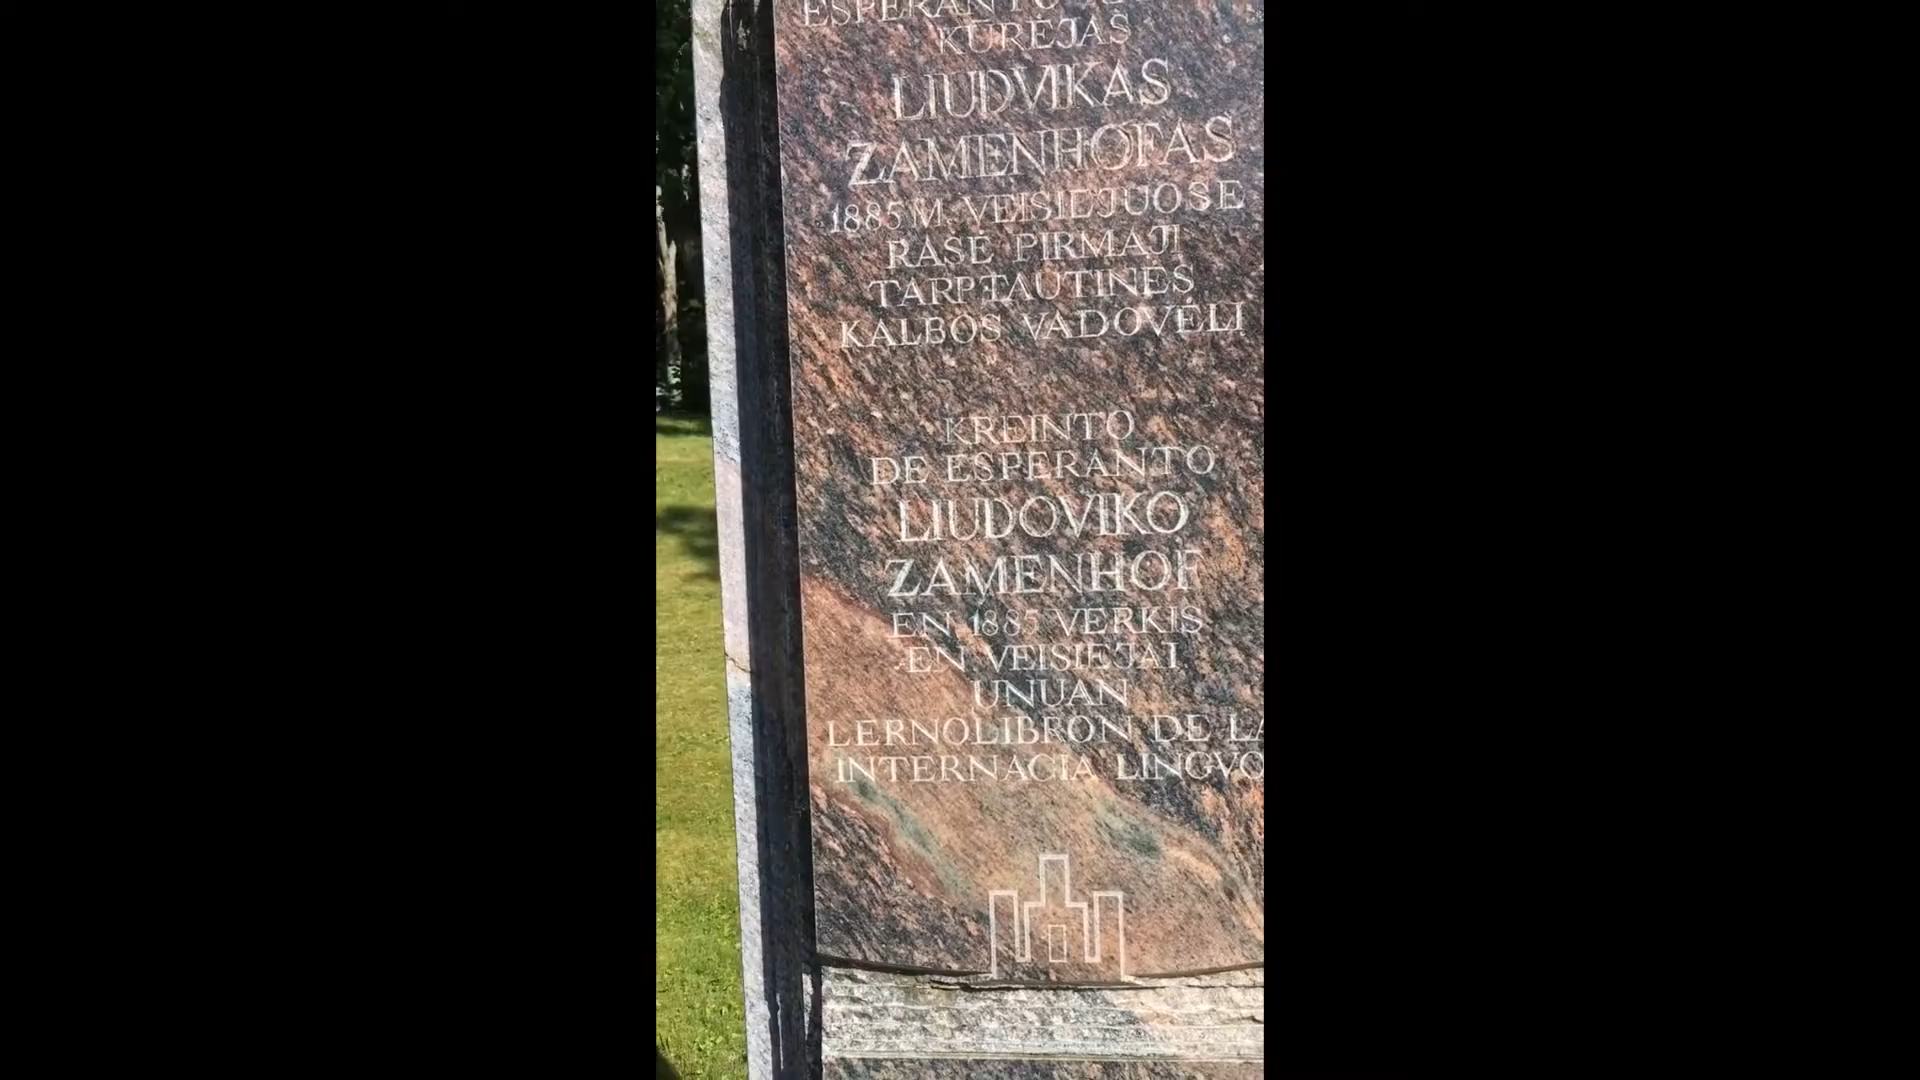 ESPERANTO
KŪRĖJAS
LIUDVIKAS
ZAMENHOFAS
1885 M. VEISIEJUOSE
RAŠĖ PIRMĄJĮ
TARPTAUTINĖS
KALBOS VADOVĖLĮ
KREINTO
DE ESPERANTO
LIUDOVIKO
ZAMENHOF
EN 1885 VERKIS
EN VEISIEJAI
UNUAN
LERNOLIBRON DE LA
INTERNACIA LINGVO